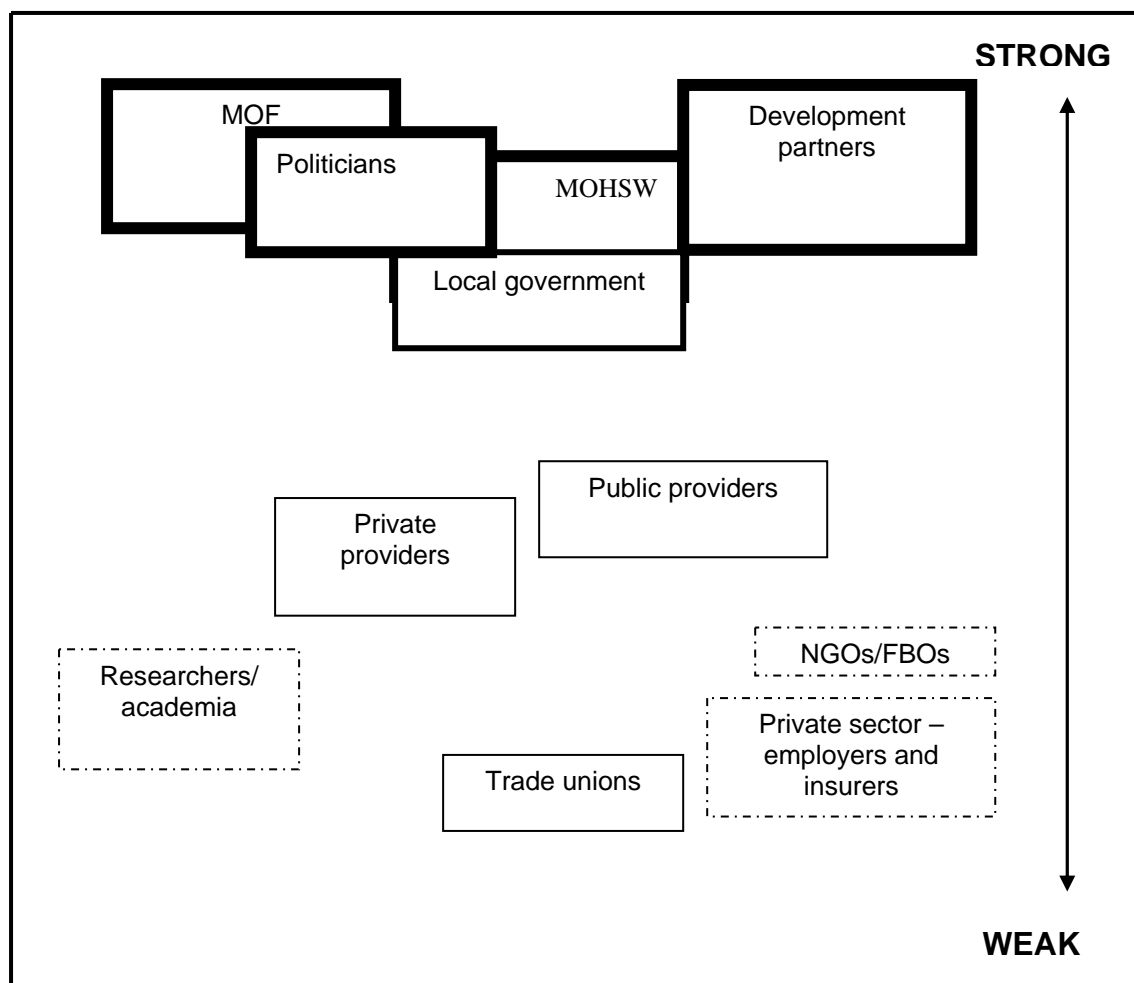 STRONG
MOF
Politicians
MOHSW
Development
partners
Local government
Public providers
Private
providers
NGOs/FBOs
Researchers/
academia
Private sector –
employers and
insurers
Trade unions
WEAK